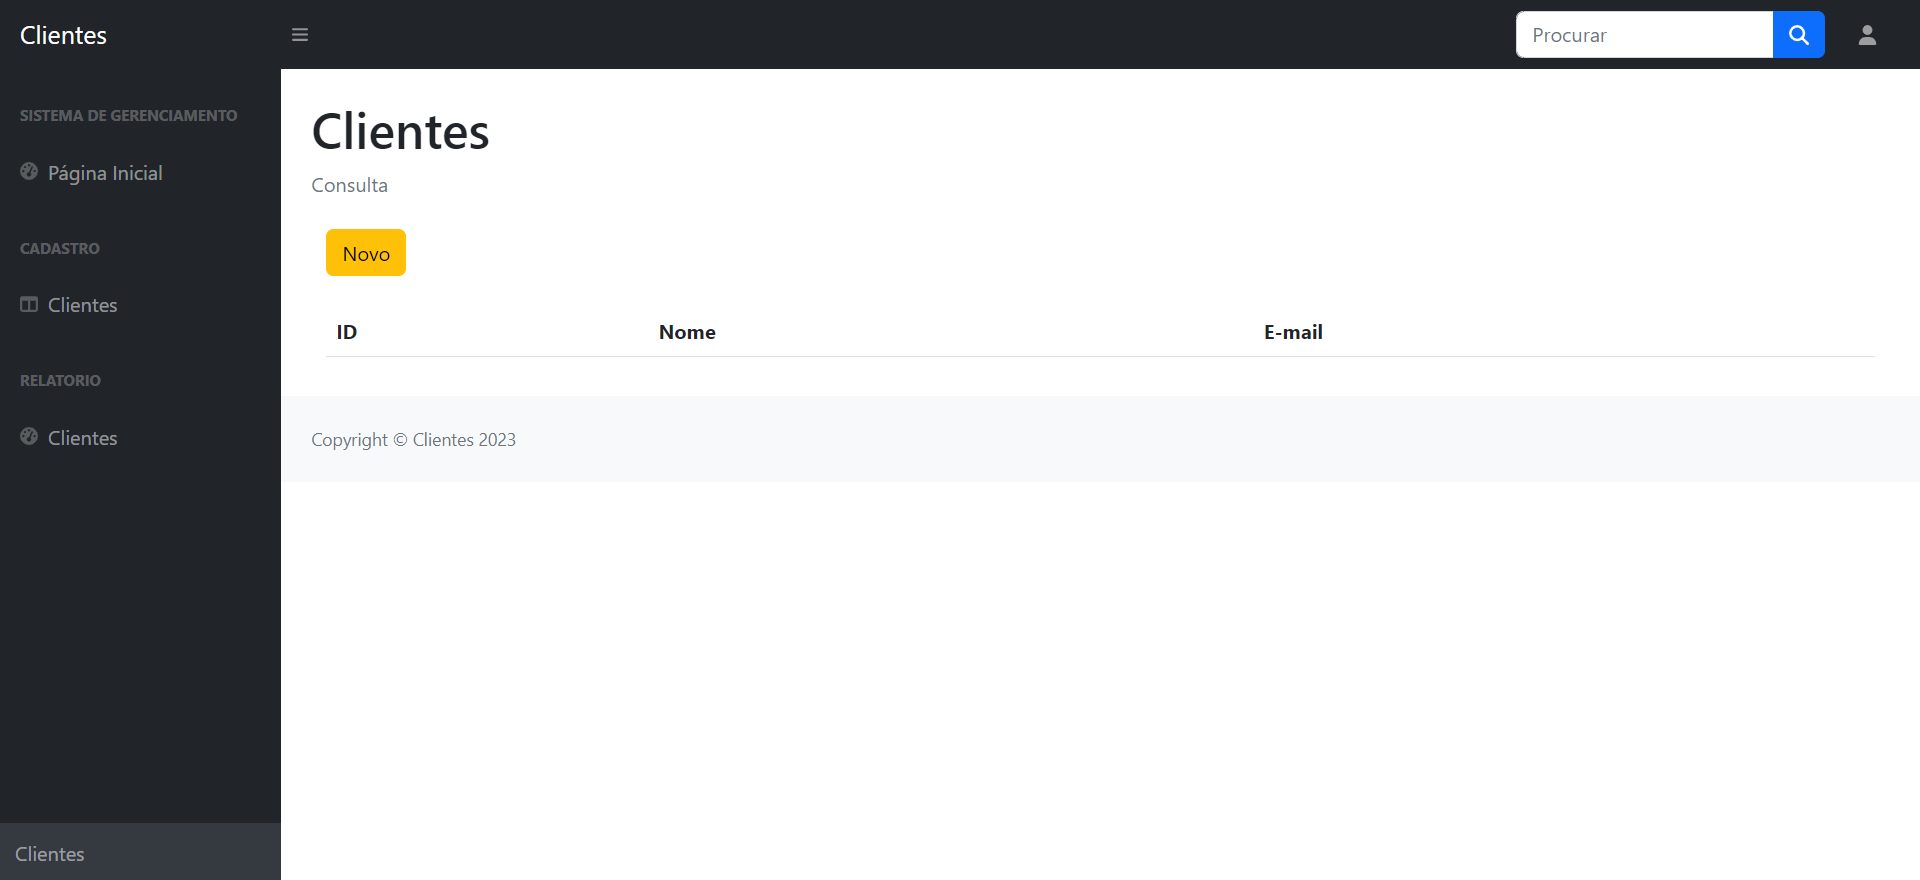 Clientes
Procurar
SISTEMA DE GERENCIAMENTO
Página Inicial
CADASTRO
Clientes
RELATORIO
Clientes
Clientes
Clientes
Consulta
Novo
ID Nome E-mail
Copyright © Clientes 2023